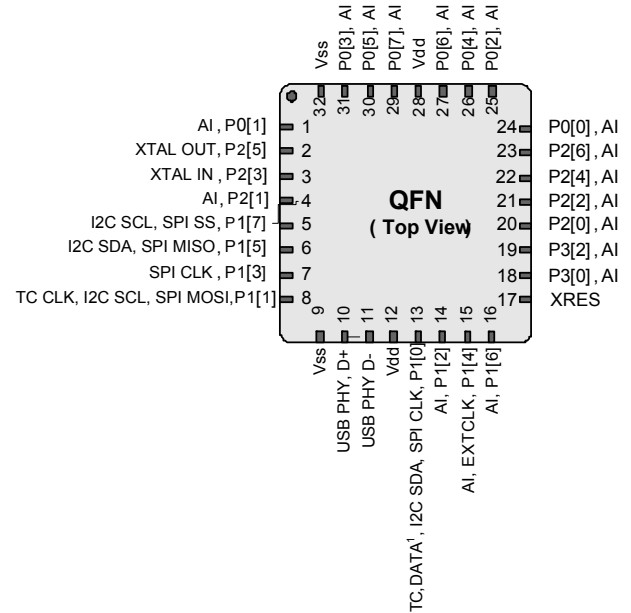 Vss
P0[3], AI
P0[5], AI
P0[7], AI
Vdd
P0[6], AI
P0[4], AI
P0[2], AI
32
31
30
29
28
27
26
25
AI , P0[1]
1
XTAL OUT, P2[5]
2
XTAL IN , P2[3]
3
AI, P2[1]
4
I2C SCL, SPI SS, P1[7]
5
I2C SDA, SPI MISO, P1[5]
6
SPI CLK , P1[3]
7
TC CLK, I2C SCL, SPI MOSI,P1[1]
8
QFN
( Top View)
24
P0[0] , AI
23
P2[6] , AI
22
P2[4] , AI
21
P2[2] , AI
20
P2[0] , AI
19
P3[2] , AI
18
P3[0] , AI
17
XRES
9
10
11
12
13
14
15
16
Vss
USB PHY, D+
USB PHY D-
Vdd
TC,DATA¹, I2C SDA, SPI CLK, P1[0]
AI, P1[2]
AI, EXTCLK, P1[4]
AI, P1[6]